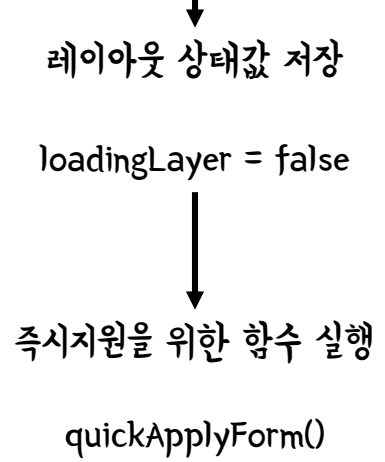 레이아웃 상태값 저장
loadingLayer = false
즉시지원을 위한 함수 실행
quickApplyForm()